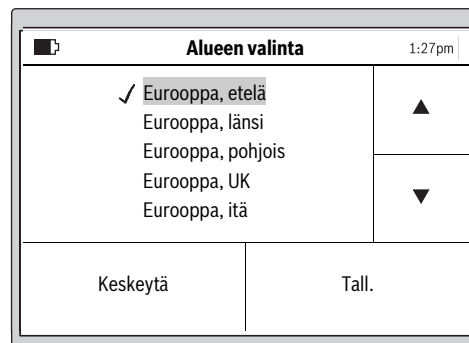 Alueen valinta 1:27pm
Eurooppa, etelä
Eurooppa, länsi
Eurooppa, pohjois
Eurooppa, UK
Eurooppa, itä
Keskeytä Tall.